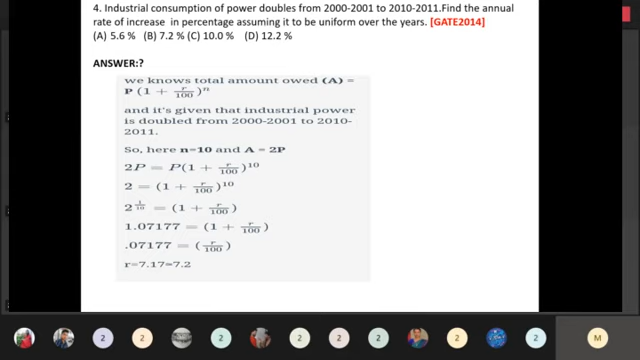 4. Industrial consumption of power doubles from 2000-2001 to 2010-2011.Find the annual
rate of increase in percentage assuming it to be uniform over the years. [GATE2014]
(A) 5.6 % (B) 7.2 % (C) 10.0 % (D) 12.2 %
ANSWER:?
we knows total amount owed (A) =
P (1 + r/100)^n
and it's given that industrial power
is doubled from 2000-2001 to 2010-
2011.
So, here n=10 and A = 2P
2P = P(1 + r/100)^10
2 = (1 + r/100)^10
2^(1/10) = (1 + r/100)
1.07177 = (1 + r/100)
.07177 = (r/100)
r=7.17=7.2
2 2 2 2 2 2 2 M